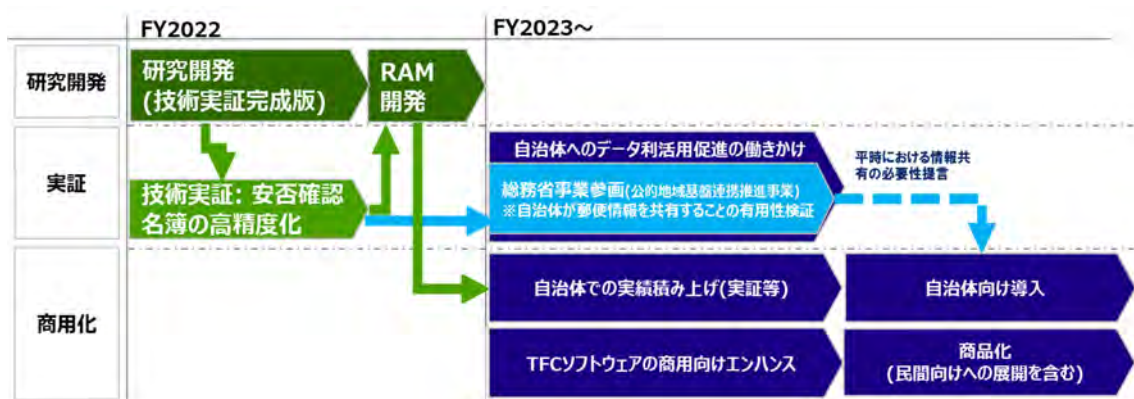 FY2022
FY2023～
研究開発
研究開発
(技術実証完成版)
RAM
開発
実証
技術実証: 安否確認
名簿の高精度化
自治体へのデータ利活用促進の働きかけ
総務省事業参画(公的地域基盤連携推進事業)
※自治体が郵便情報を共有することの有用性検証
平時における情報共
有の必要性提言
商用化
自治体での実績積み上げ(実証等)
自治体向け導入
TFCソフトウェアの商用向けエンハンス
商品化
(民間向けへの展開を含む)